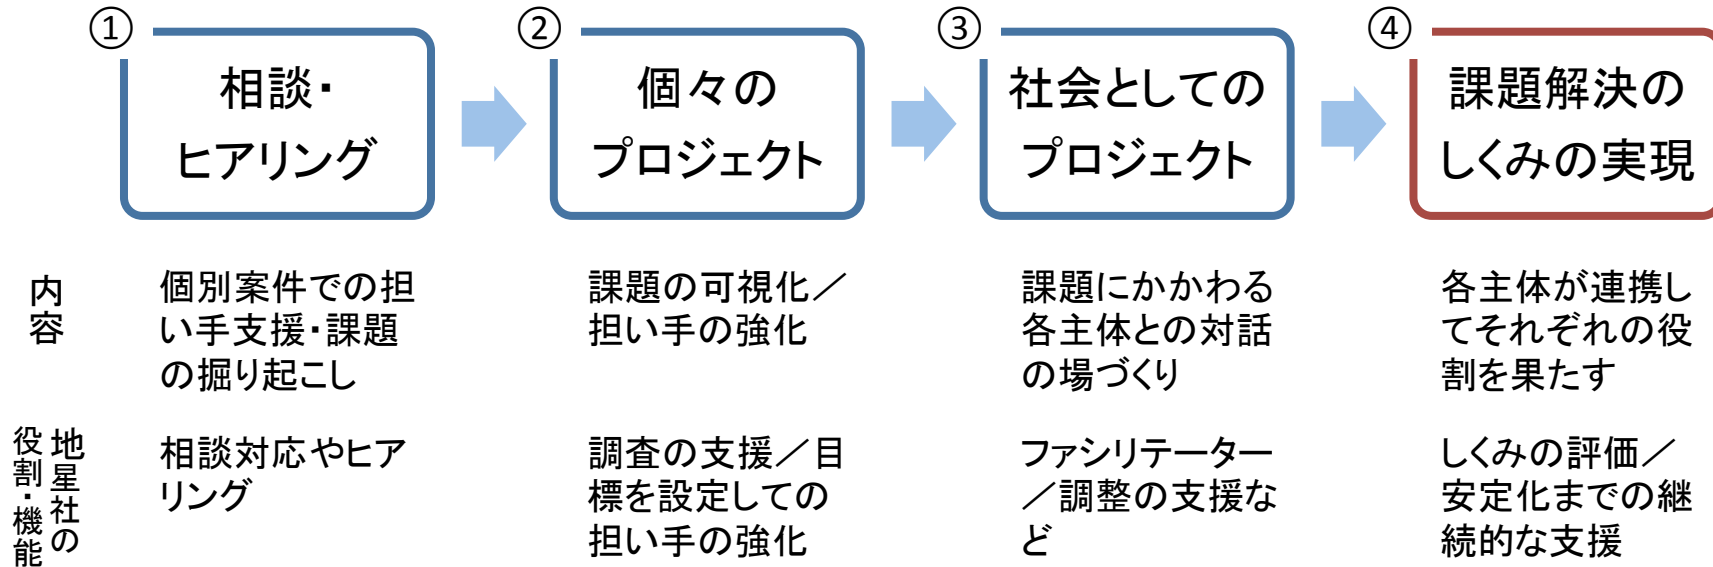 ①
相談・
ヒアリング
②
個々の
プロジェクト
③
社会としての
プロジェクト
④
課題解決の
しくみの実現
内容
個別案件での担
い手支援・課題
の掘り起こし
課題の可視化／
担い手の強化
課題にかかわる
各主体との対話
の場づくり
各主体が連携し
てそれぞれの役
割を果たす
地星社の
役割・機能
相談対応やヒア
リング
調査の支援／目
標を設定しての
担い手の強化
ファシリテーター
／調整の支援な
ど
しくみの評価／
安定化までの継
続的な支援